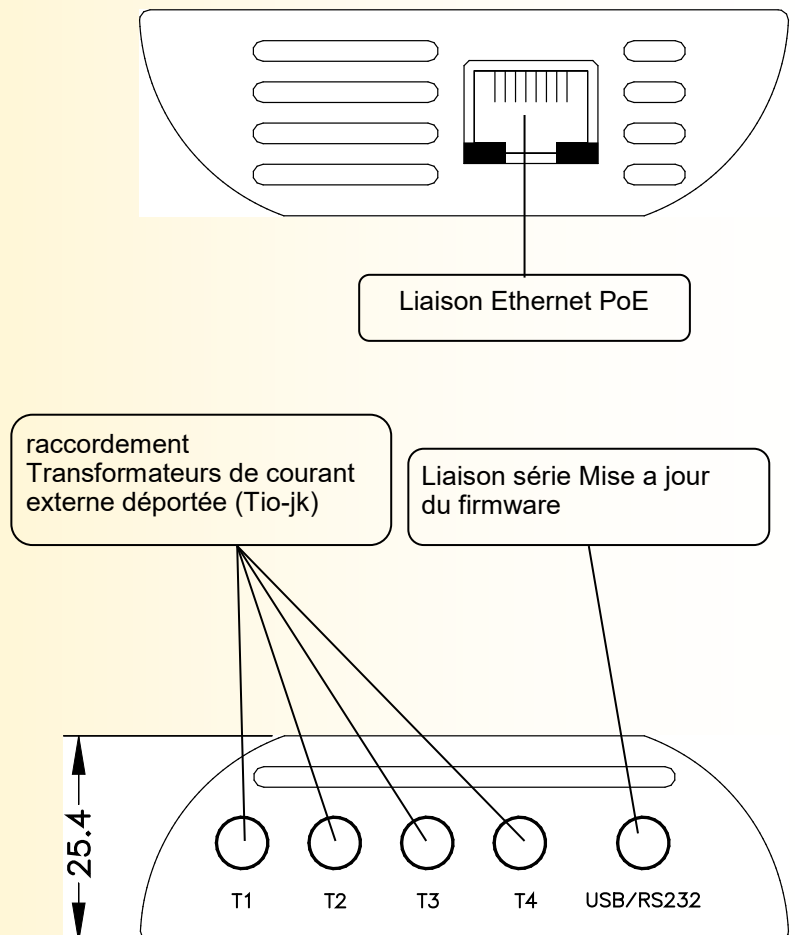 Liaison Ethernet PoE
raccordement
Transformateurs de courant
externe déportée (Tio-jk)
Liaison série Mise a jour
du firmware
25.4
T1 T2 T3 T4 USB/RS232